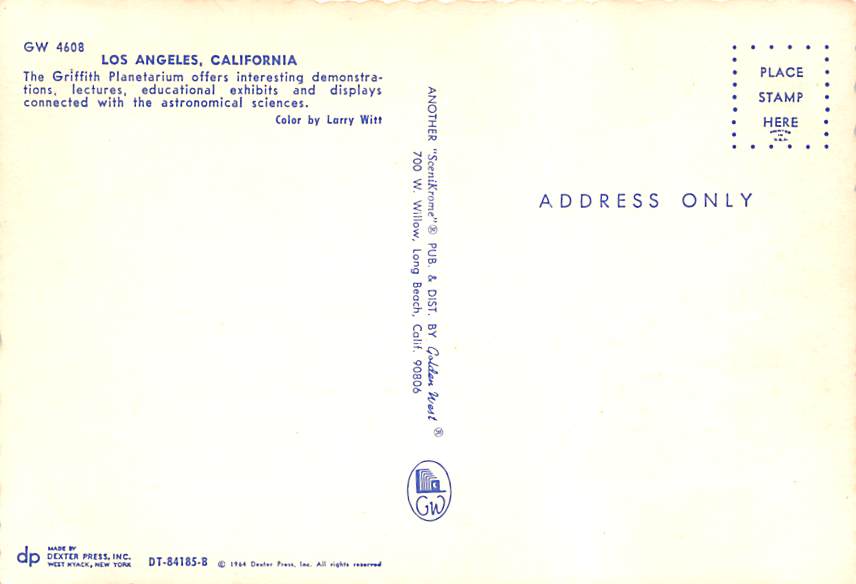 GW 4608
LOS ANGELES, CALIFORNIA
The Griffith Planetarium offers interesting demonstra-
tions, lectures, educational exhibits and displays
connected with the astronomical sciences.
Color by Larry Witt
ANOTHER "SceniKrome"® PUB. & DIST. BY Golden West ®
700 W. Willow, Long Beach, Calif. 90806
GW
PLACE
STAMP
HERE
PRINTED
IN
U.S.A.
ADDRESS ONLY
dp
MADE BY
DEXTER PRESS, INC.
WEST NYACK, NEW YORK
DT-84185-B © 1964 Dexter Press, Inc. All rights reserved